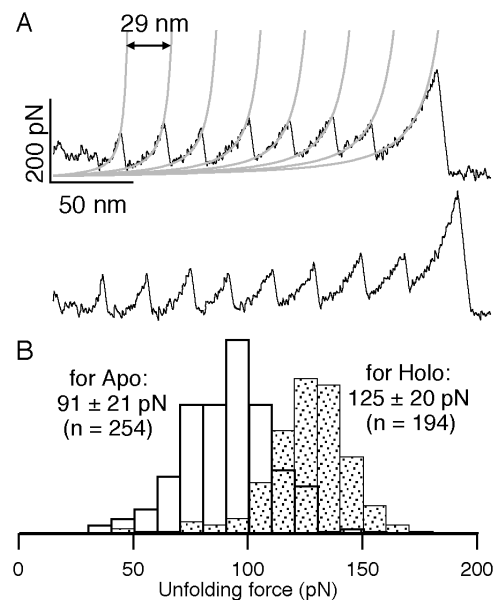 A
29 nm
200 pN
50 nm
B
for Apo:
91 ± 21 pN
(n = 254)
for Holo:
125 ± 20 pN
(n = 194)
0 50 100 150 200
Unfolding force (pN)